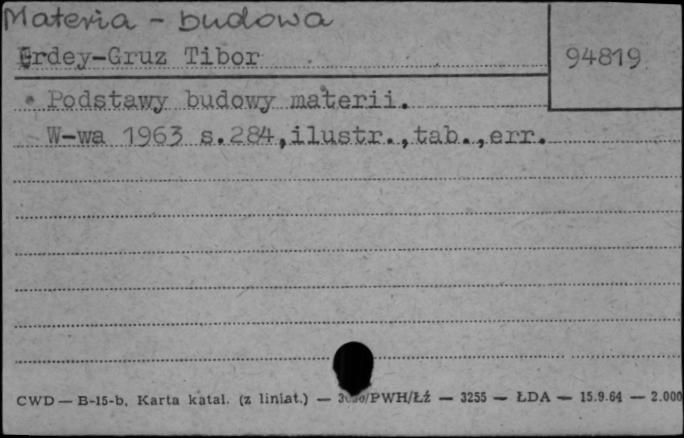 Materia - budowa
Erdey-Gruz Tibor
94819
Podstawy budowy materii.
W-wa 1963 s.284,ilustr.,tab.,err.
CWD — B-15-b. Karta katal. (z liniat.) — /PWH/Łź — 3255 — ŁDA — 15.9.64 — 2.000